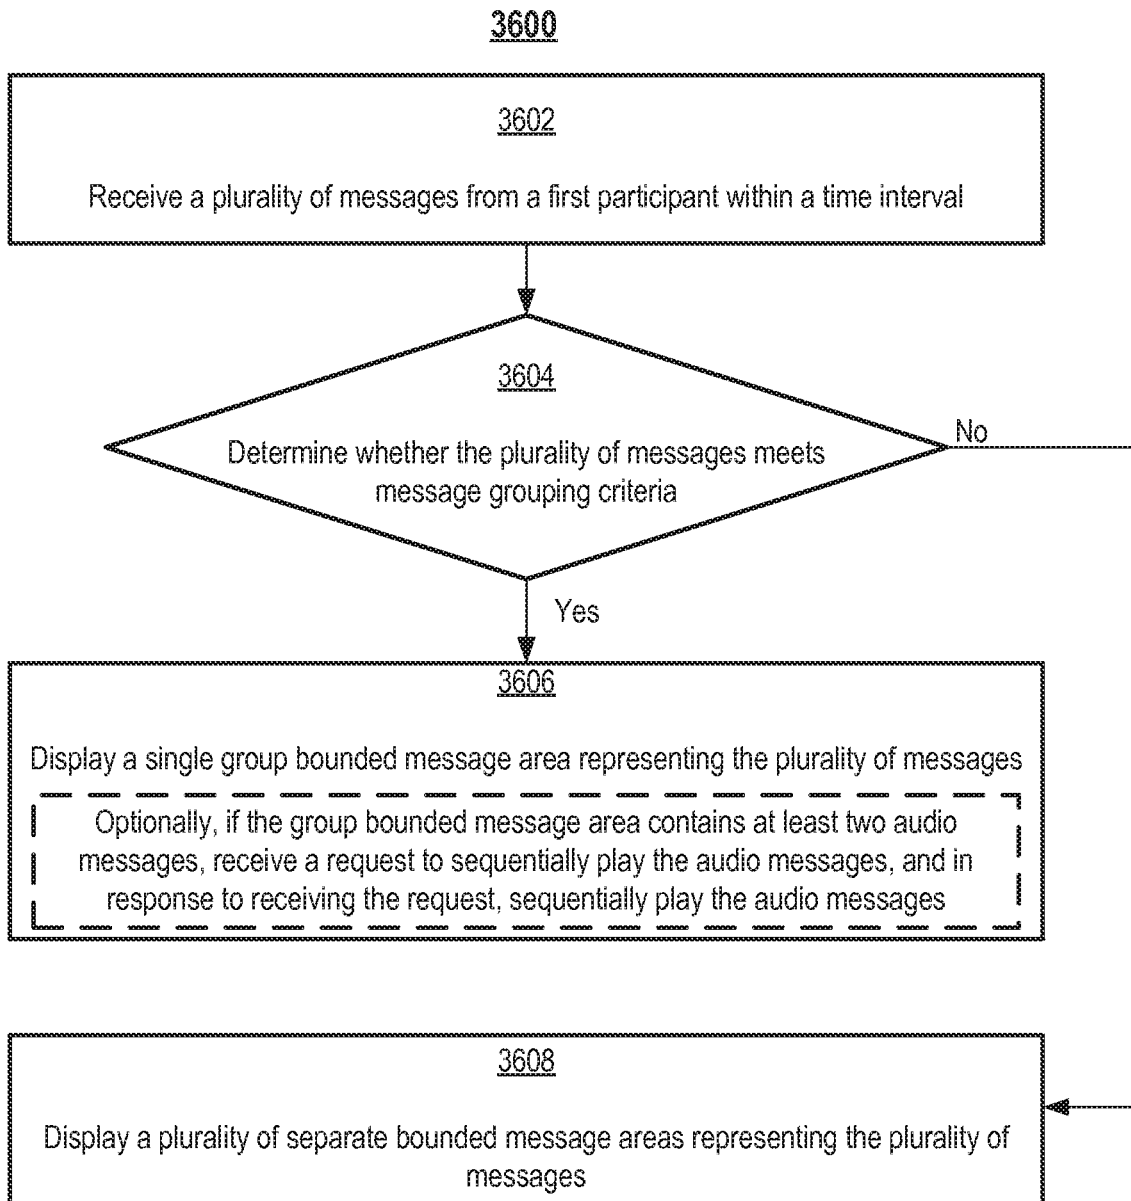 3600
3602
Receive a plurality of messages from a first participant within a time interval
3604
Determine whether the plurality of messages meets
message grouping criteria
No
Yes
3606
Display a single group bounded message area representing the plurality of messages
Optionally, if the group bounded message area contains at least two audio
messages, receive a request to sequentially play the audio messages, and in
response to receiving the request, sequentially play the audio messages
3608
Display a plurality of separate bounded message areas representing the plurality of
messages